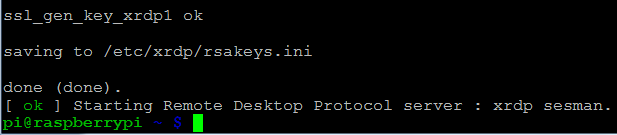 ssl_gen_key_xrdp1 ok
saving to /etc/xrdp/rsakeys.ini
done (done).
[ ok ] Starting Remote Desktop Protocol server : xrdp sesman.
pi@raspberrypi ~ $